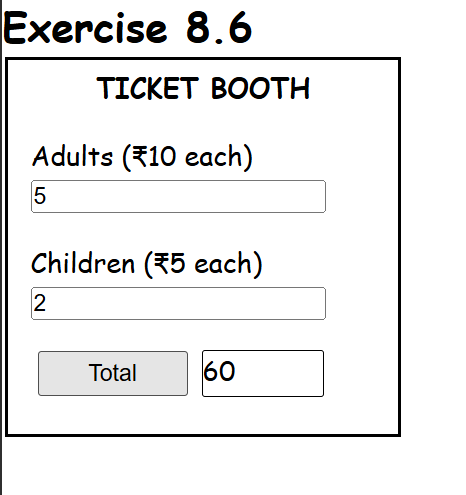 Exercise 8.6
TICKET BOOTH
Adults (₹10 each)
5
Children (₹5 each)
2
Total 60